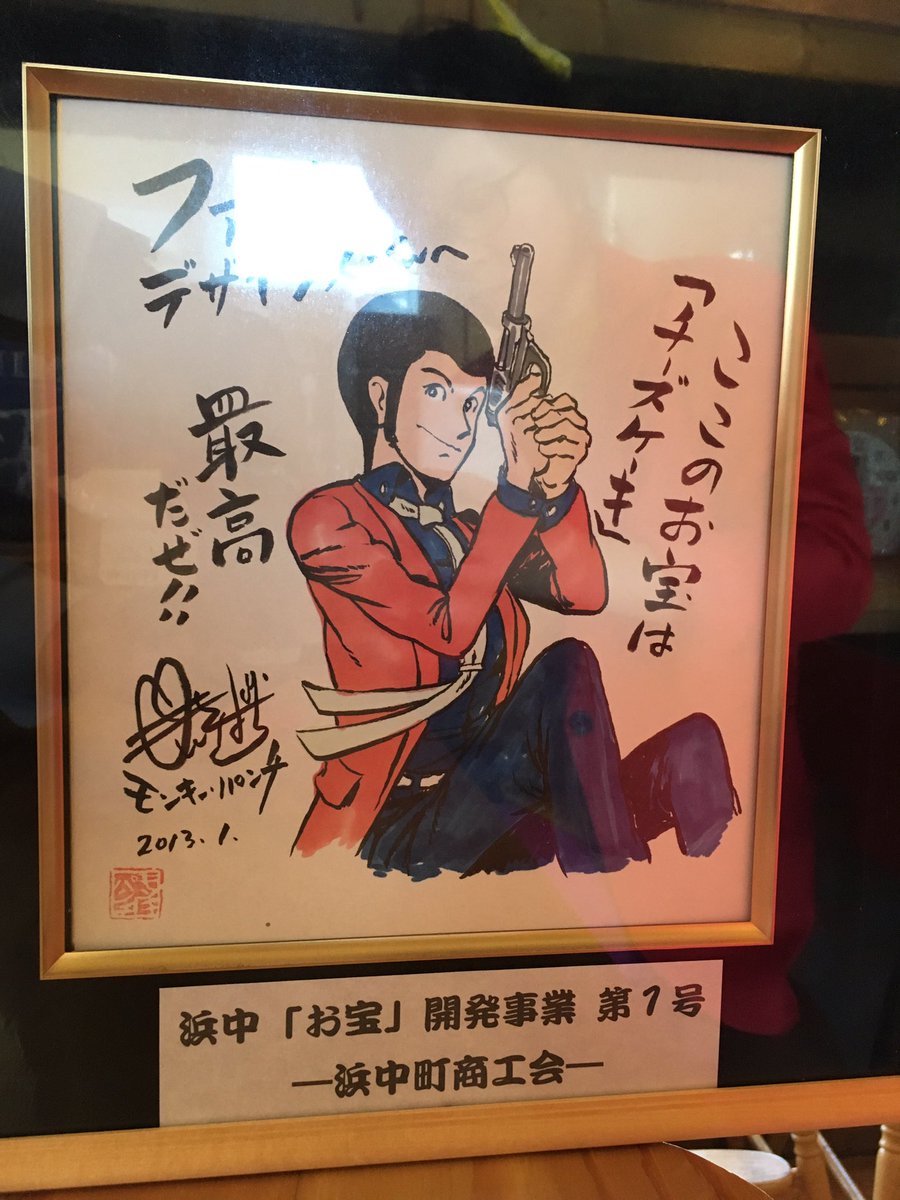 ここのお宝は
「チーズケーキ」
デザイン
最高
だぜ!!
モンキー・パンチ
2013.1.
浜中「お宝」開発事業 第1号
―浜中町商工会―